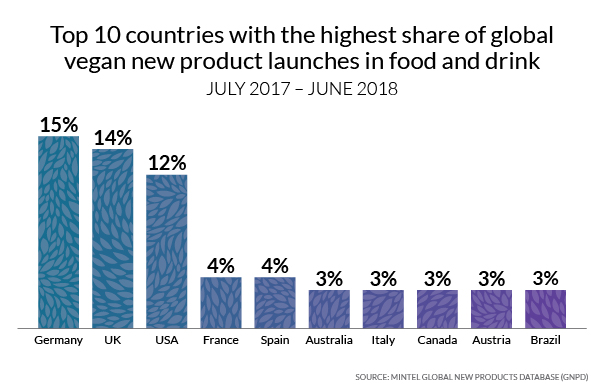 Top 10 countries with the highest share of global
vegan new product launches in food and drink
JULY 2017 – JUNE 2018
15%
14%
12%
4%
4%
3%
3%
3%
3%
3%
Germany
UK
USA
France
Spain
Australia
Italy
Canada
Austria
Brazil
SOURCE: MINTEL GLOBAL NEW PRODUCTS DATABASE (GNPD)